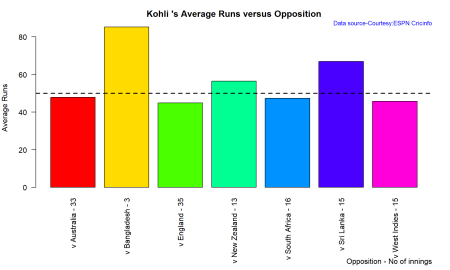 Kohli 's Average Runs versus Opposition
Data source-Courtesy:ESPN Cricinfo
Average Runs
80
60
40
20
0
v Australia - 33
v Bangladesh - 3
v England - 35
v New Zealand - 13
v South Africa - 16
v Sri Lanka - 15
v West Indies - 15
Opposition - No of innings